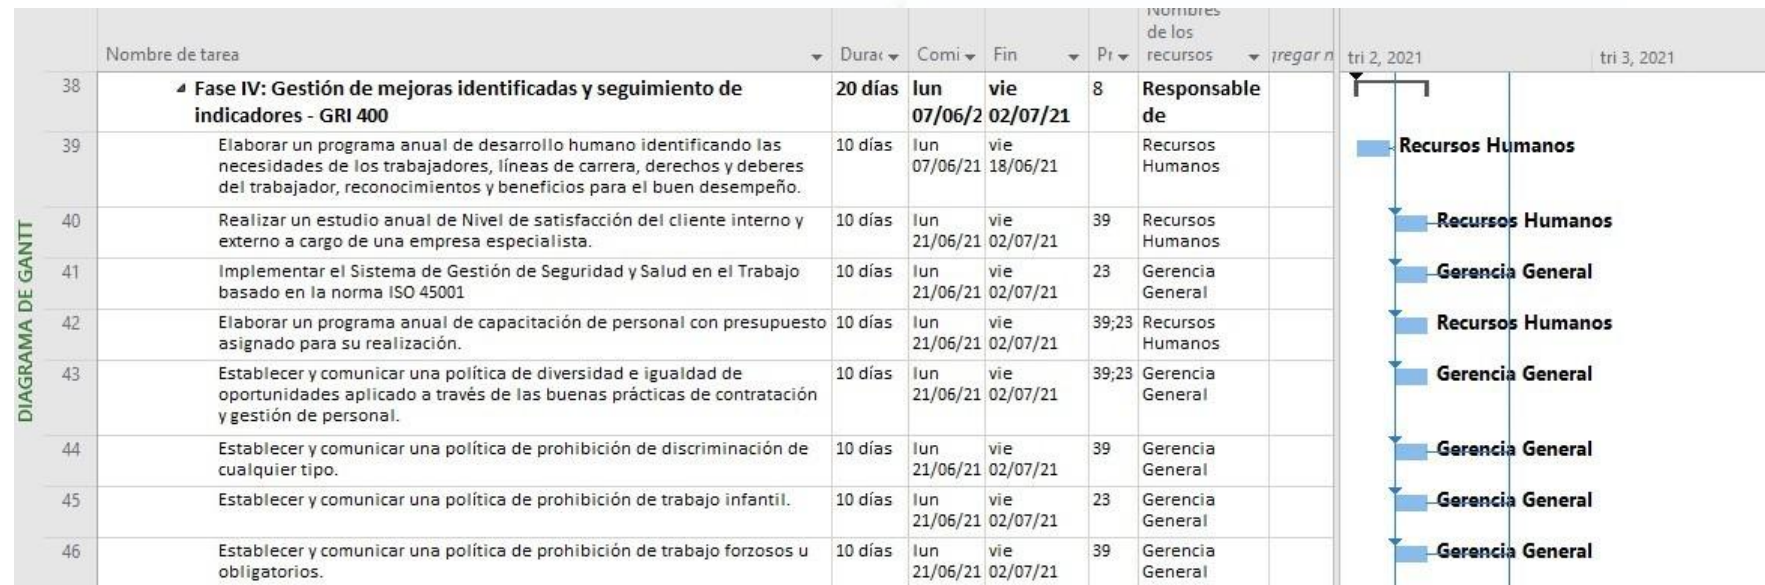 Nombres
de los
Nombre de tarea Durac Comi Fin Pr recursos regar n tri 2, 2021 tri 3, 2021
38 Fase IV: Gestión de mejoras identificadas y seguimiento de 20 días lun vie 8 Responsable
indicadores - GRI 400 07/06/2 02/07/21 de
39 Elaborar un programa anual de desarrollo humano identificando las 10 días lun vie Recursos Recursos Humanos
necesidades de los trabajadores, líneas de carrera, derechos y deberes 07/06/21 18/06/21 Humanos
del trabajador, reconocimientos y beneficios para el buen desempeño.
40 Realizar un estudio anual de Nivel de satisfacción del cliente interno y 10 días lun vie 39 Recursos Recursos Humanos
externo a cargo de una empresa especialista. 21/06/21 02/07/21 Humanos
41 Implementar el Sistema de Gestión de Seguridad y Salud en el Trabajo 10 días lun vie 23 Gerencia Gerencia General
basado en la norma ISO 45001 21/06/21 02/07/21 General
42 Elaborar un programa anual de capacitación de personal con presupuesto 10 días lun vie 39;23 Recursos Recursos Humanos
asignado para su realización. 21/06/21 02/07/21 Humanos
43 Establecer y comunicar una política de diversidad e igualdad de 10 días lun vie 39;23 Gerencia Gerencia General
oportunidades aplicado a través de las buenas prácticas de contratación 21/06/21 02/07/21 General
y gestión de personal.
44 Establecer y comunicar una política de prohibición de discriminación de 10 días lun vie 39 Gerencia Gerencia General
cualquier tipo. 21/06/21 02/07/21 General
45 Establecer y comunicar una política de prohibición de trabajo infantil. 10 días lun vie 23 Gerencia Gerencia General
21/06/21 02/07/21 General
46 Establecer y comunicar una política de prohibición de trabajo forzosos u 10 días lun vie 39 Gerencia Gerencia General
obligatorios. 21/06/21 02/07/21 General
DIAGRAMA DE GANTT